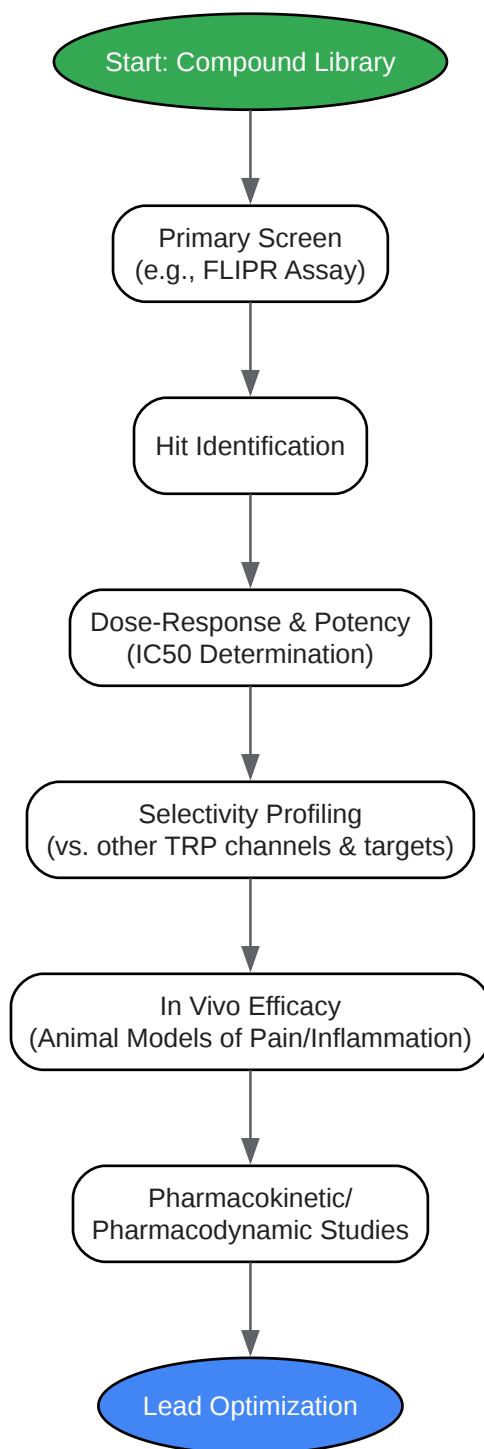 Start: Compound Library
Primary Screen
(e.g., FLIPR Assay)
Hit Identification
Dose-Response & Potency
(IC50 Determination)
Selectivity Profiling
(vs. other TRP channels & targets)
In Vivo Efficacy
(Animal Models of Pain/Inflammation)
Pharmacokinetic/
Pharmacodynamic Studies
Lead Optimization